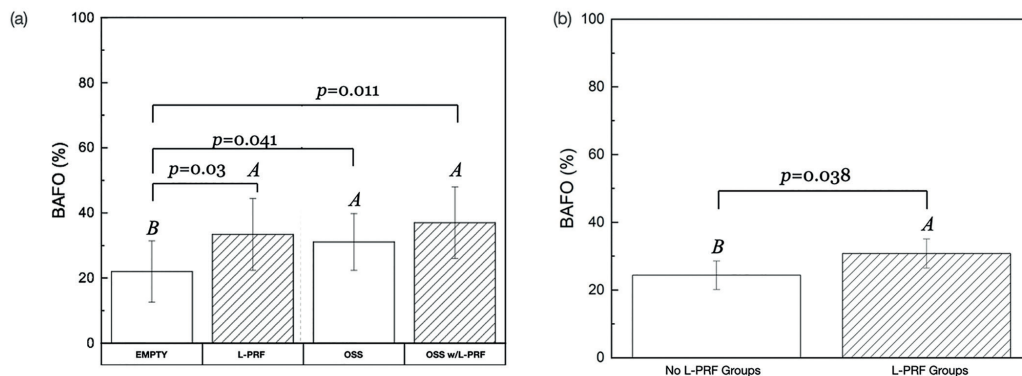 (a)
100
80
60
40
20
0
BAFO (%)
p=0.011
p=0.041
p=0.03
B
A
A
A
EMPTY
L-PRF
OSS
OSS w/L-PRF
(b)
100
80
60
40
20
0
BAFO (%)
p=0.038
B
A
No L-PRF Groups
L-PRF Groups